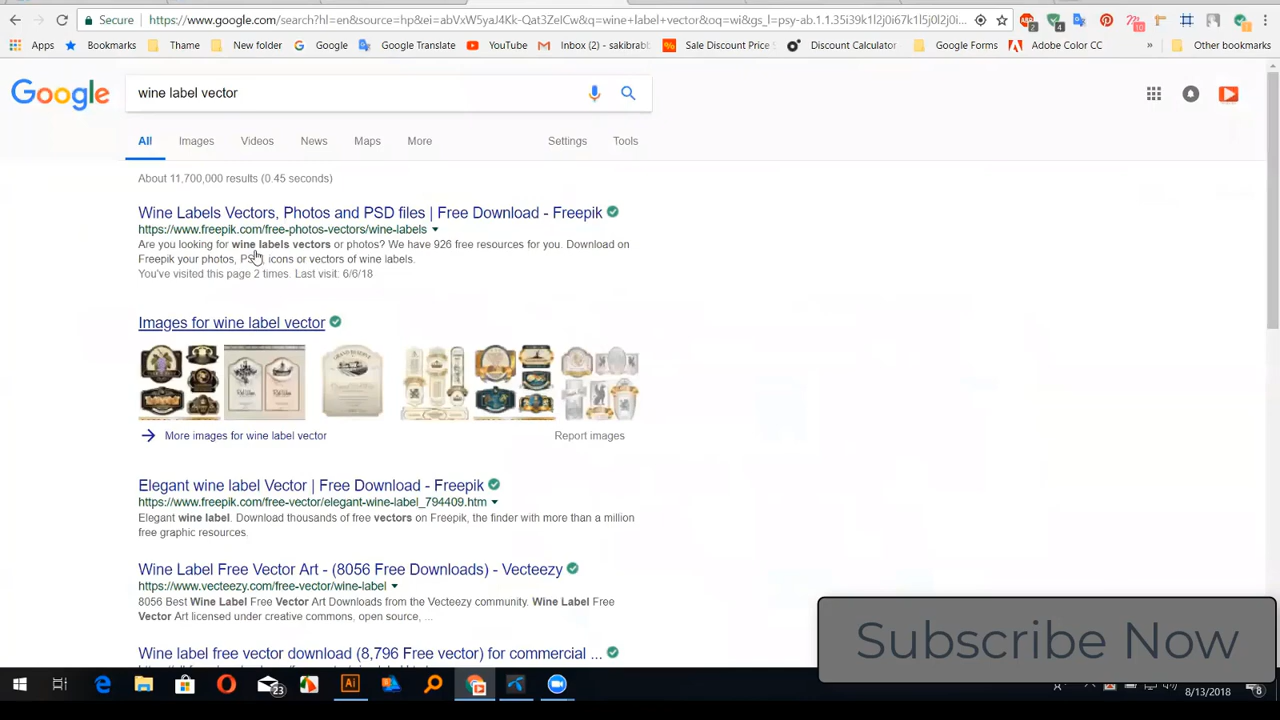 Secure
https://www.google.com/search?hl=en&source=hp&ei=abVxW5yaJ4Kk-Qat3ZelCw&q=wine+label+vector&oq=wi&gs_l=psy-ab.1.1.35i39k1l2j0i67k1l5j0l2j0i...
Apps Bookmarks Thame New folder Google Google Translate YouTube Inbox (2) - sakibrabb Sale Discount Price Discount Calculator Google Forms Adobe Color CC » Other bookmarks
Google
wine label vector
All Images Videos News Maps More Settings Tools
About 11,700,000 results (0.45 seconds)
Wine Labels Vectors, Photos and PSD files | Free Download - Freepik
https://www.freepik.com/free-photos-vectors/wine-labels
Are you looking for wine labels vectors or photos? We have 926 free resources for you. Download on
Freepik your photos, icons or vectors of wine labels.
You've visited this page 2 times. Last visit: 6/6/18
Images for wine label vector
More images for wine label vector Report images
Elegant wine label Vector | Free Download - Freepik
https://www.freepik.com/free-vector/elegant-wine-label_794409.htm
Elegant wine label. Download thousands of free vectors on Freepik, the finder with more than a million
free graphic resources.
Wine Label Free Vector Art - (8056 Free Downloads) - Vecteezy
https://www.vecteezy.com/free-vector/wine-label
8056 Best Wine Label Free Vector Art Downloads from the Vecteezy community. Wine Label Free
Vector Art licensed under creative commons, open source, ...
Wine label free vector download (8,796 Free vector) for commercial ...
Subscribe Now
23
Ai
8/13/2018
8